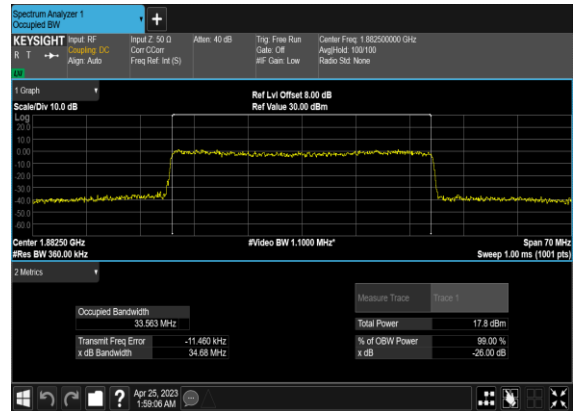 Spectrum Analyzer 1
Occupied BW
+
KEYSIGHT Input: RF Input Z: 50 Ω Atten: 40 dB Trig: Free Run Center Freq: 1.882500000 GHz
R T Coupling: DC Corr CCorr Gate: Off Avg|Hold: 100/100
Align: Auto Freq Ref: Int (S) #IF Gain: Low Radio Std: None
LW
1 Graph
Ref Lvl Offset 8.00 dB
Scale/Div 10.0 dB Ref Value 30.00 dBm
Log
20.0
10.0
0.00
-10.0
-20.0
-30.0
-40.0
-50.0
-60.0
Center 1.88250 GHz #Video BW 1.1000 MHz* Span 70 MHz
#Res BW 360.00 kHz Sweep 1.00 ms (1001 pts)
2 Metrics
Measure Trace Trace 1
Occupied Bandwidth
33.563 MHz Total Power 17.8 dBm
Transmit Freq Error -11.460 kHz % of OBW Power 99.00 %
x dB Bandwidth 34.68 MHz x dB -26.00 dB
? Apr 25, 2023
1:59:06 AM